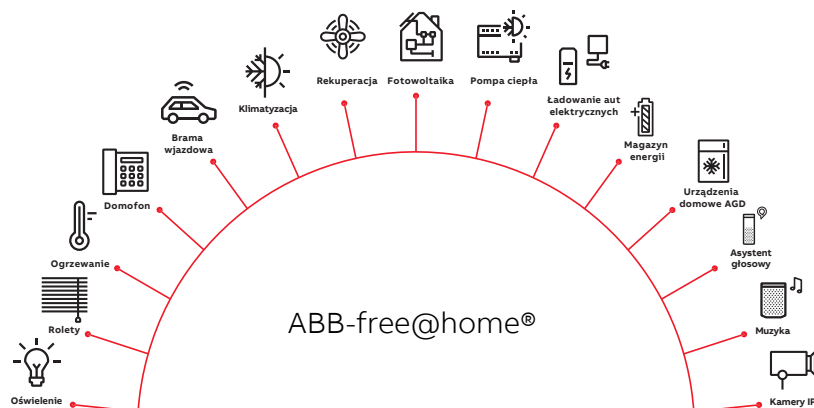 Rekuperacja
Fotowoltaika
Pompa ciepła
Klimatyzacja
Ładowanie aut
elektrycznych
Brama
wjazdowa
Magazyn
energii
Domofon
Urządzenia
domowe AGD
Ogrzewanie
Asystent
głosowy
Rolety
Muzyka
ABB-free@home®
Oświelenie
Kamery IP